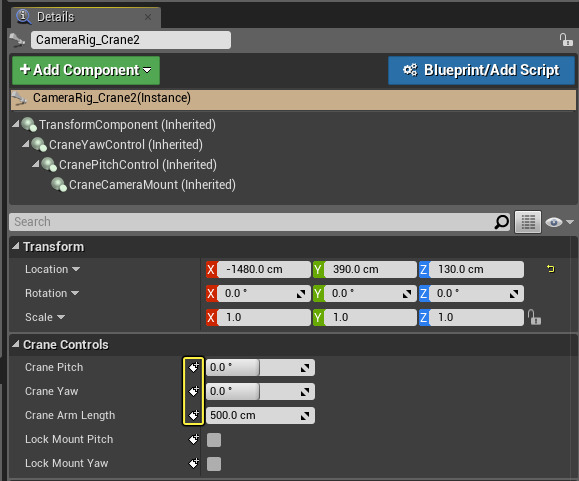 Details
CameraRig_Crane2
+ Add Component
Blueprint/Add Script
CameraRig_Crane2(Instance)
TransformComponent (Inherited)
CraneYawControl (Inherited)
CranePitchControl (Inherited)
CraneCameraMount (Inherited)
Search
Transform
Location X -1480.0 cm Y 390.0 cm Z 130.0 cm
Rotation X 0.0 ° Y 0.0 ° Z 0.0 °
Scale X 1.0 Y 1.0 Z 1.0
Crane Controls
Crane Pitch 0.0 °
Crane Yaw 0.0 °
Crane Arm Length 500.0 cm
Lock Mount Pitch
Lock Mount Yaw